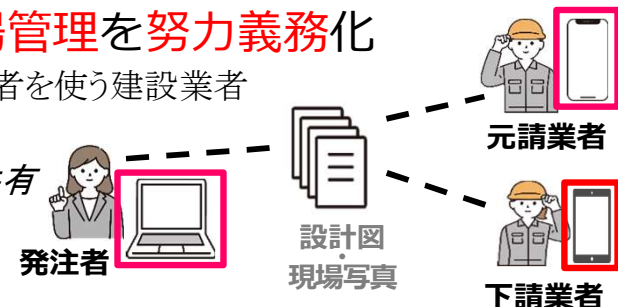 場管理を努力義務化
者を使う建設業者
元請業者
有
発注者
設計図
・
現場写真
下請業者